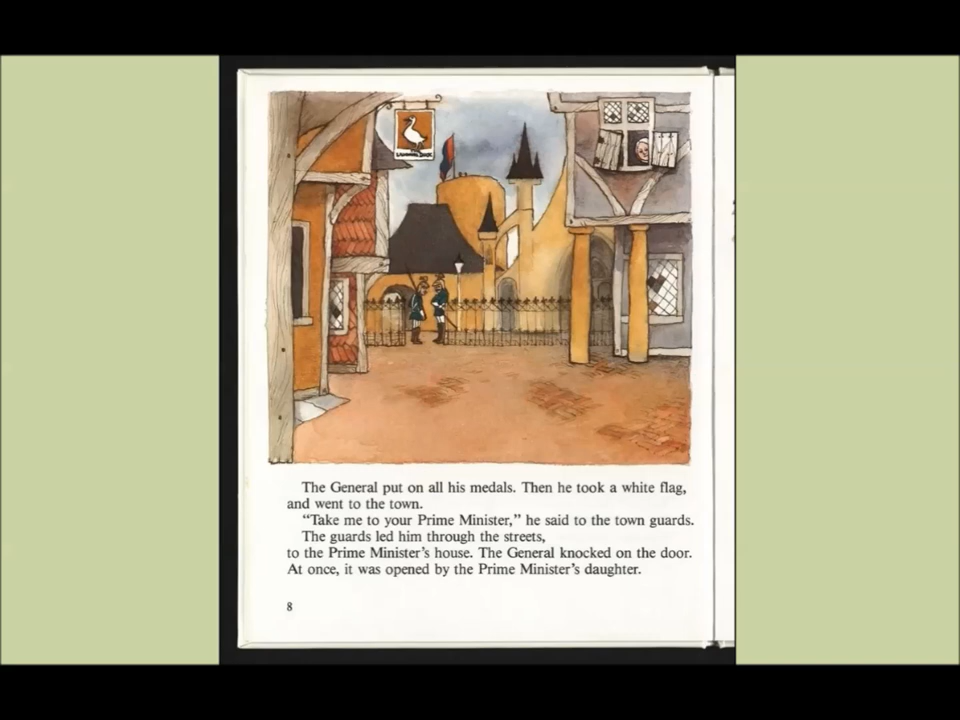 The General put on all his medals. Then he took a white flag,
and went to the town.
“Take me to your Prime Minister,” he said to the town guards.
The guards led him through the streets,
to the Prime Minister’s house. The General knocked on the door.
At once, it was opened by the Prime Minister’s daughter.
8